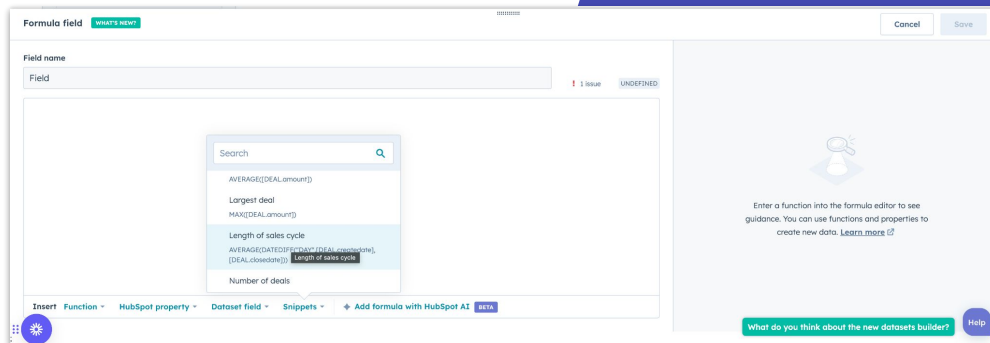 Formula field WHAT'S NEW?
Cancel
Save
Field name
Field
! 1 issue
UNDEFINED
Search
AVERAGE([DEAL.amount])
Largest deal
MAX([DEAL.amount])
Length of sales cycle
AVERAGE(DATEDIFF("DAY",[DEAL.createdate],
[DEAL.closedate]))
Length of sales cycle
Number of deals
Insert Function HubSpot property Dataset field Snippets + Add formula with HubSpot AI BETA
Enter a function into the formula editor to see
guidance. You can use functions and properties to
create new data. Learn more
What do you think about the new datasets builder?
Help